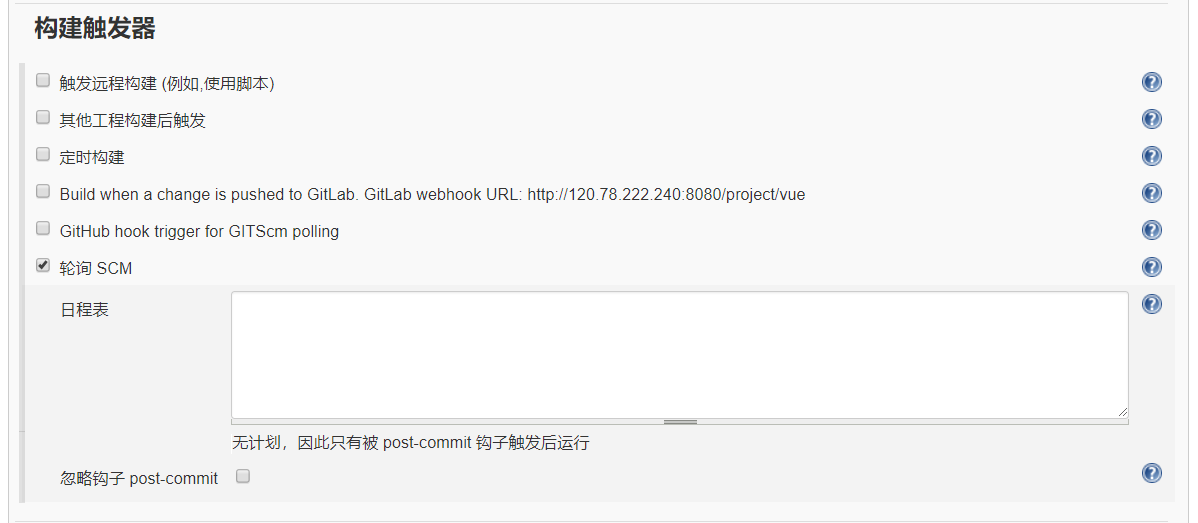 构建触发器
触发远程构建 (例如,使用脚本)
其他工程构建后触发
定时构建
Build when a change is pushed to GitLab. GitLab webhook URL: http://120.78.222.240:8080/project/vue
GitHub hook trigger for GITScm polling
轮询 SCM
日程表
无计划，因此只有被 post-commit 钩子触发后运行
忽略钩子 post-commit